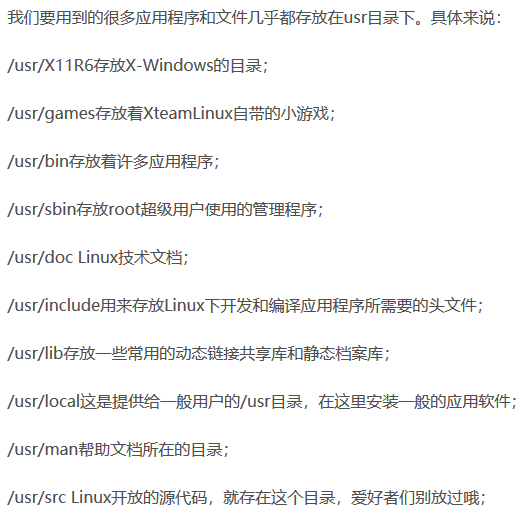 我们要用到的很多应用程序和文件几乎都存放在usr目录下。具体来说：
/usr/X11R6存放X-Windows的目录；
/usr/games存放着XteamLinux自带的小游戏；
/usr/bin存放着许多应用程序；
/usr/sbin存放root超级用户使用的管理程序；
/usr/doc Linux技术文档；
/usr/include用来存放Linux下开发和编译应用程序所需要的头文件；
/usr/lib存放一些常用的动态链接共享库和静态档案库；
/usr/local这是提供给一般用户的/usr目录，在这里安装一般的应用软件；
/usr/man帮助文档所在的目录；
/usr/src Linux开放的源代码，就存在这个目录，爱好者们别放过哦；